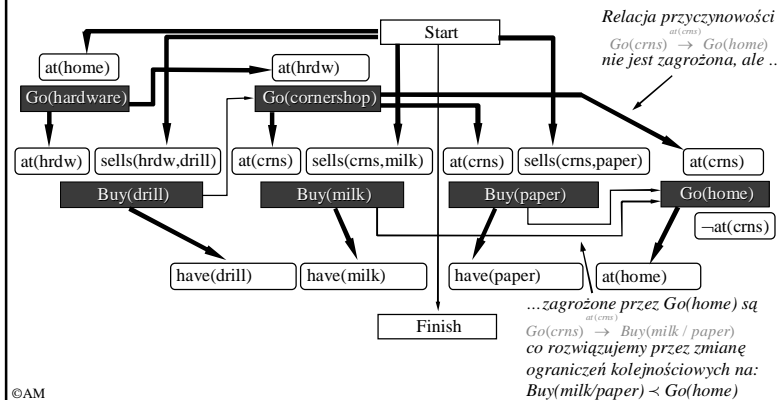 Start
Relacja przyczynowości
at(crns)
Go(crns) → Go(home)
nie jest zagrożona, ale ..
at(home)
at(hrdw)
Go(hardware)
Go(cornershop)
at(hrdw)
sells(hrdw,drill)
at(crns)
sells(crns,milk)
at(crns)
sells(crns,paper)
at(crns)
Buy(drill)
Buy(milk)
Buy(paper)
Go(home)
¬at(crns)
have(drill)
have(milk)
have(paper)
at(home)
Finish
…zagrożone przez Go(home) są
at(crns)
Go(crns) → Buy(milk / paper)
co rozwiązujemy przez zmianę
ograniczeń kolejnościowych na:
Buy(milk/paper) ≺ Go(home)
©AM